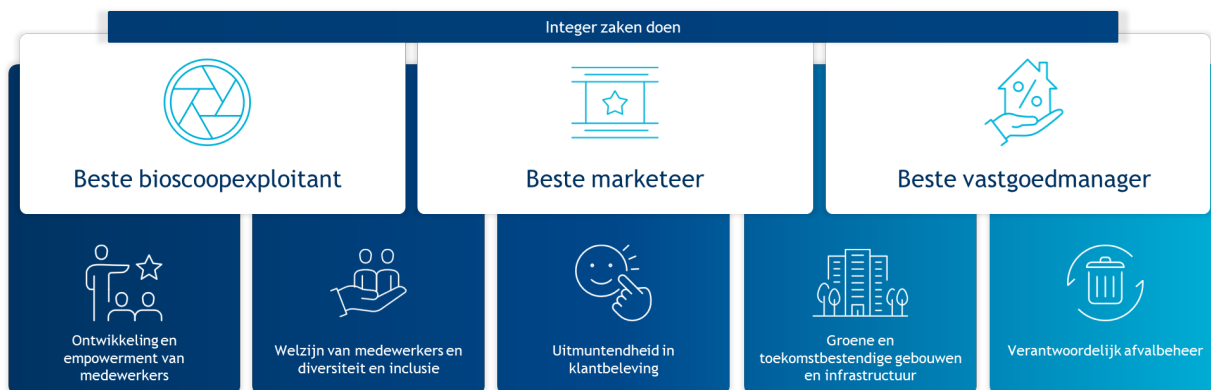 Integer zaken doen
Beste bioscoopexploitant
Beste marketeer
Beste vastgoedmanager
Ontwikkeling en
empowerment van
medewerkers
Welzijn van medewerkers en
diversiteit en inclusie
Uitmuntendheid in
klantbeleving
Groene en
toekomstbestendige gebouwen
en infrastructuur
Verantwoordelijk afvalbeheer